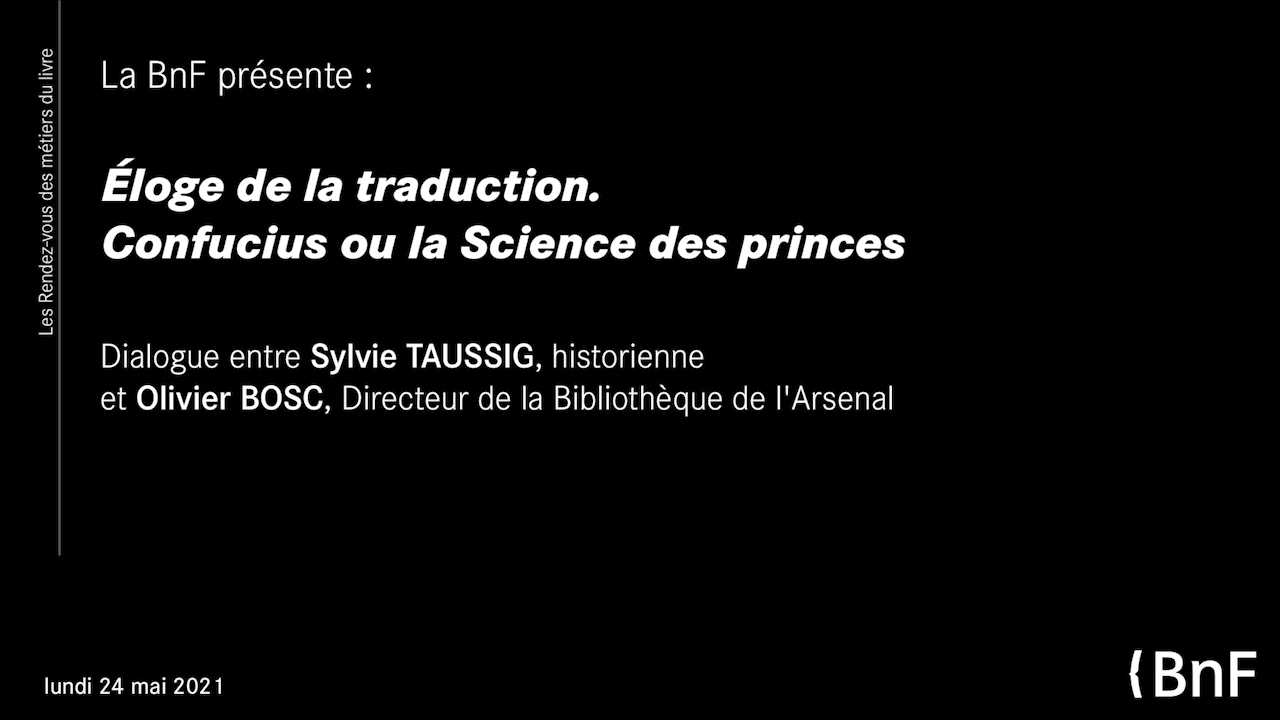 Les Rendez-vous des métiers du livre
La BnF présente :
Éloge de la traduction.
Confucius ou la Science des princes
Dialogue entre Sylvie TAUSSIG, historienne
et Olivier BOSC, Directeur de la Bibliothèque de l'Arsenal
lundi 24 mai 2021
{BnF